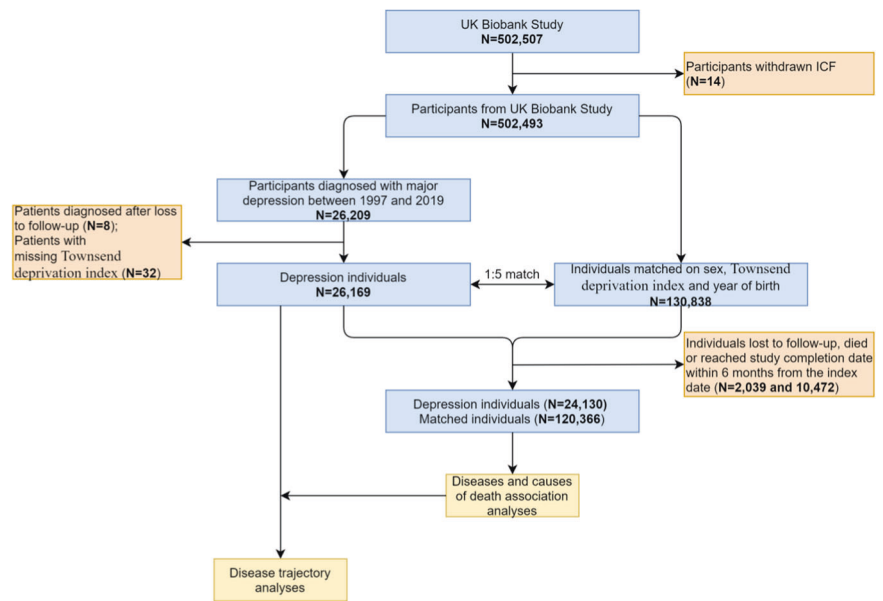 UK Biobank Study
N=502,507
Participants withdrawn ICF
(N=14)
Participants from UK Biobank Study
N=502,493
Participants diagnosed with major
depression between 1997 and 2019
N=26,209
Patients diagnosed after loss
to follow-up (N=8);
Patients with
missing Townsend
deprivation index (N=32)
Depression individuals
N=26,169
1:5 match
Individuals matched on sex, Townsend
deprivation index and year of birth
N=130,838
Individuals lost to follow-up, died
or reached study completion date
within 6 months from the index
date (N=2,039 and 10,472)
Depression individuals (N=24,130)
Matched individuals (N=120,366)
Diseases and causes
of death association
analyses
Disease trajectory
analyses